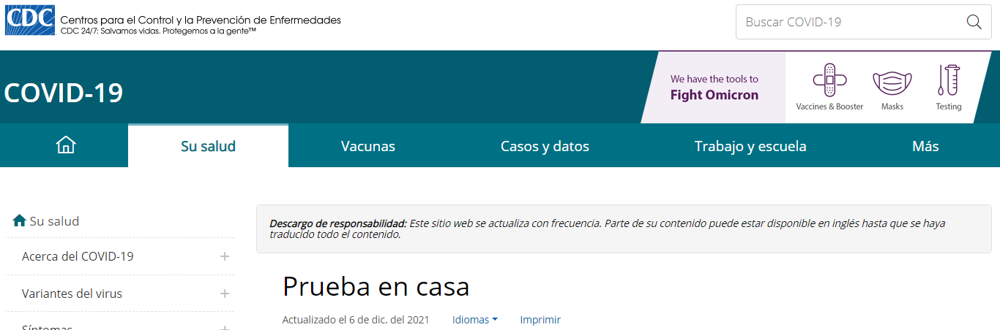 CDC
Centros para el Control y la Prevención de Enfermedades
CDC 24/7: Salvamos vidas. Protegemos a la gente™
Buscar COVID-19
COVID-19
We have the tools to
Fight Omicron
Vaccines & Booster
Masks
Testing
Su salud
Vacunas
Casos y datos
Trabajo y escuela
Más
Su salud
Acerca del COVID-19
Variantes del virus
Síntomas
Descargo de responsabilidad: Este sitio web se actualiza con frecuencia. Parte de su contenido puede estar disponible en inglés hasta que se haya
traducido todo el contenido.
Prueba en casa
Actualizado el 6 de dic. del 2021
Idiomas
Imprimir